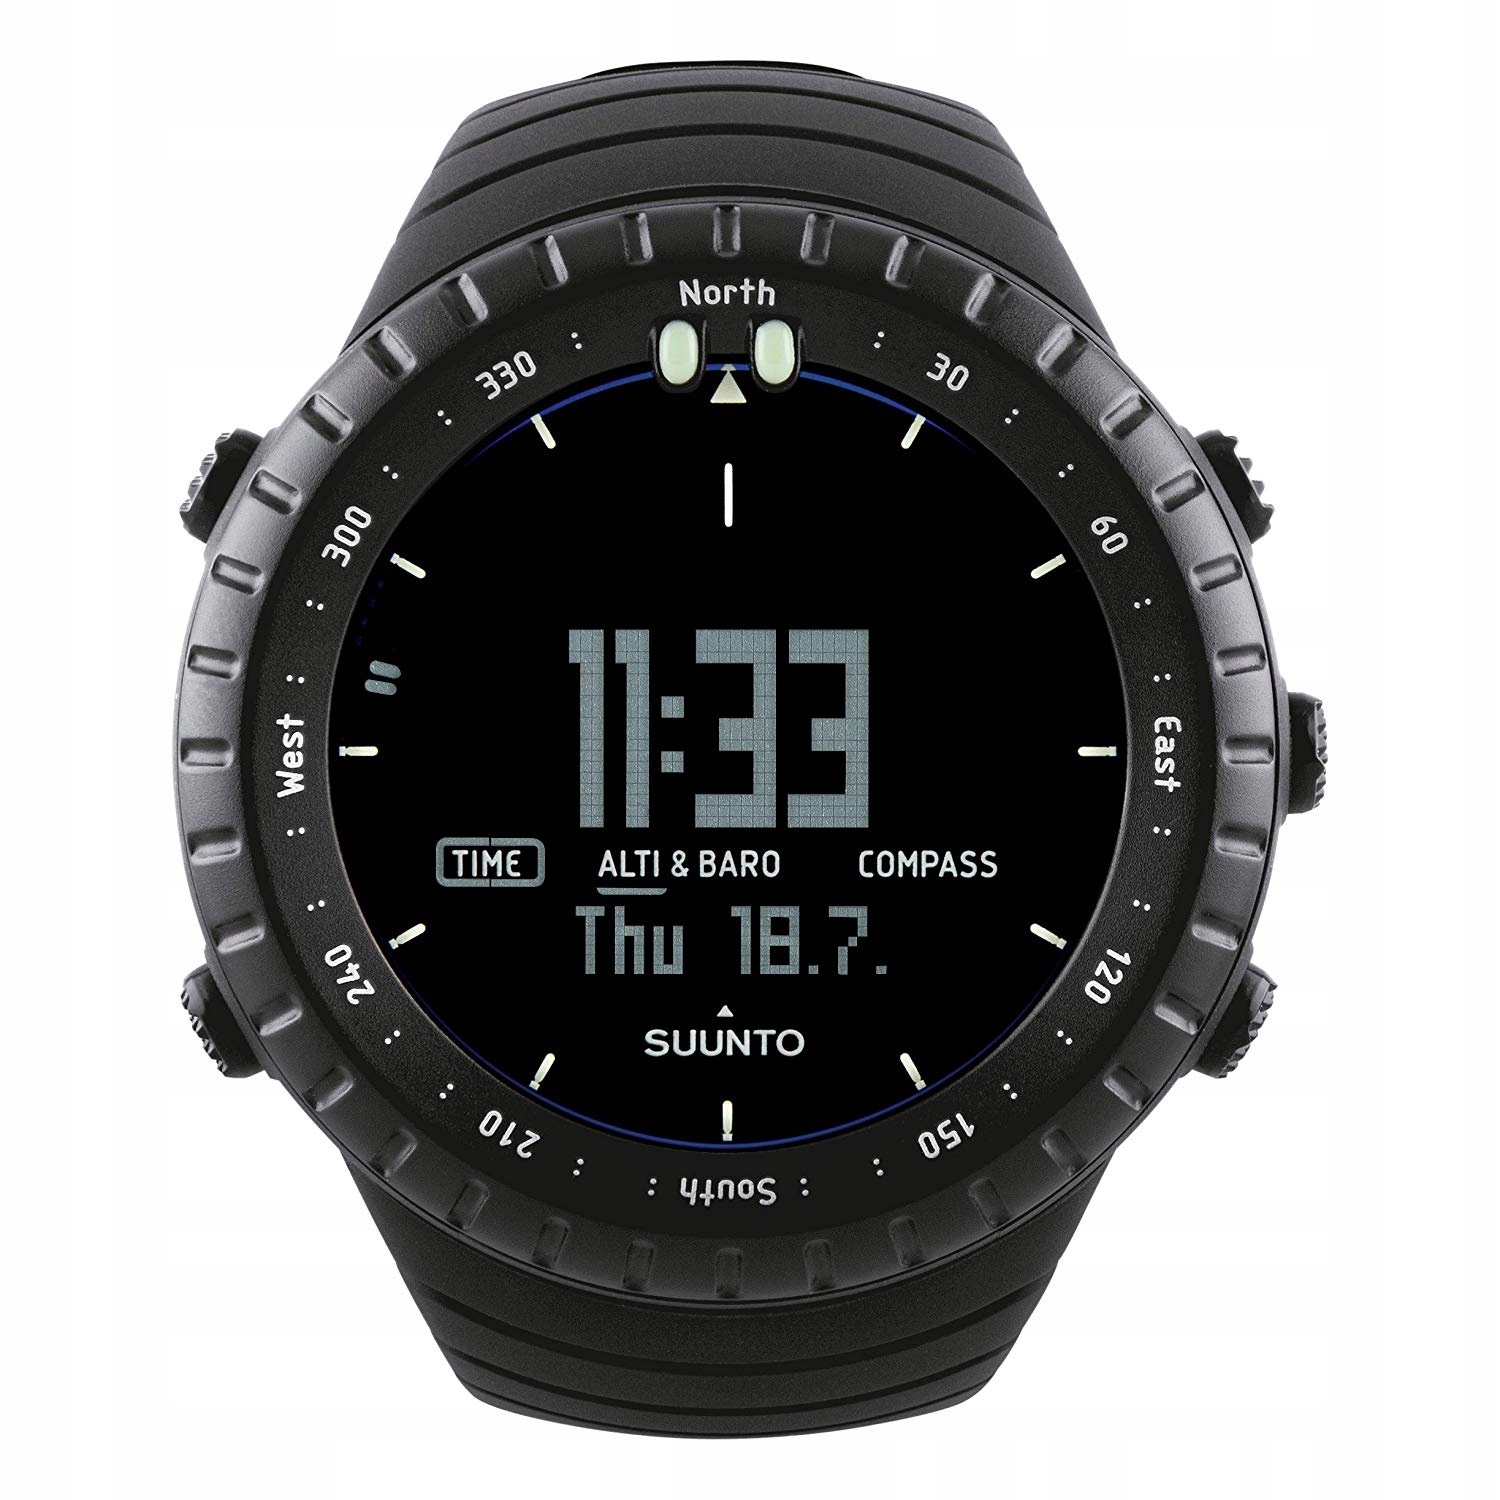 North
330
30
300
60
11:33
West
East
TIME
ALTI & BARO
COMPASS
Thu 18.7.
240
120
SUUNTO
210
150
South